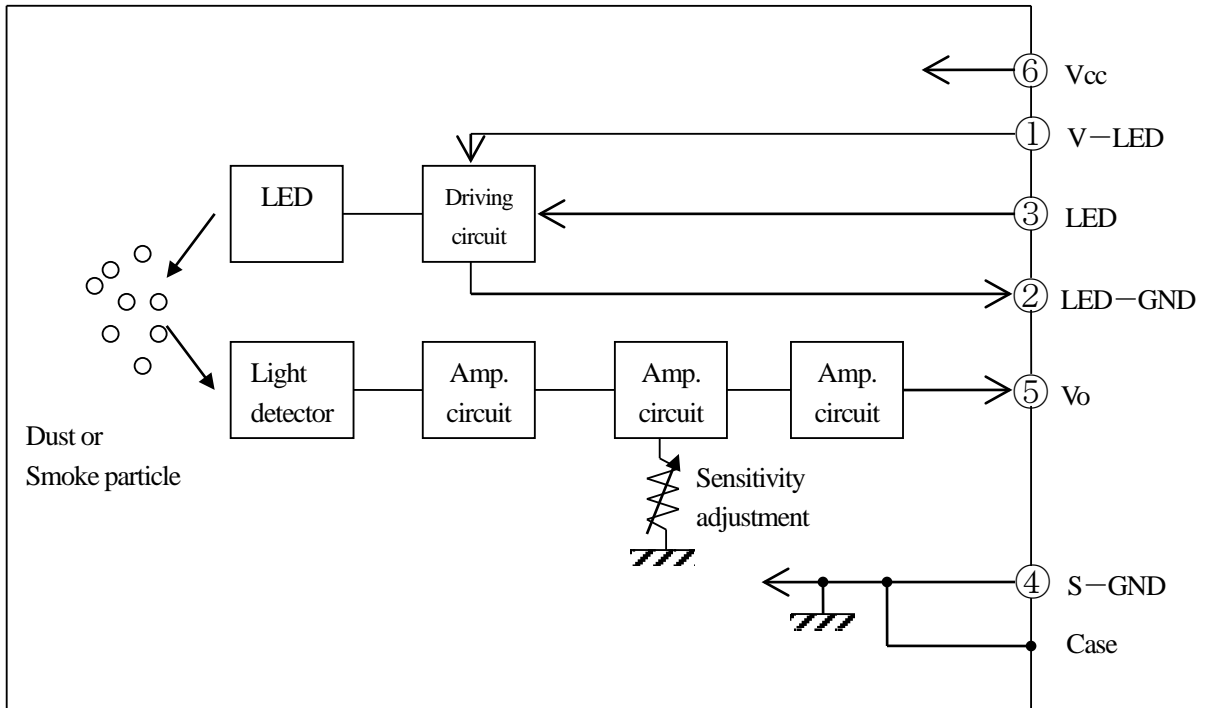 ⑥ Vcc
① V－LED
③ LED
② LED－GND
LED
Driving
circuit
Light
detector
Amp.
circuit
Amp.
circuit
Amp.
circuit
⑤ Vo
Dust or
Smoke particle
Sensitivity
adjustment
④ S－GND
Case